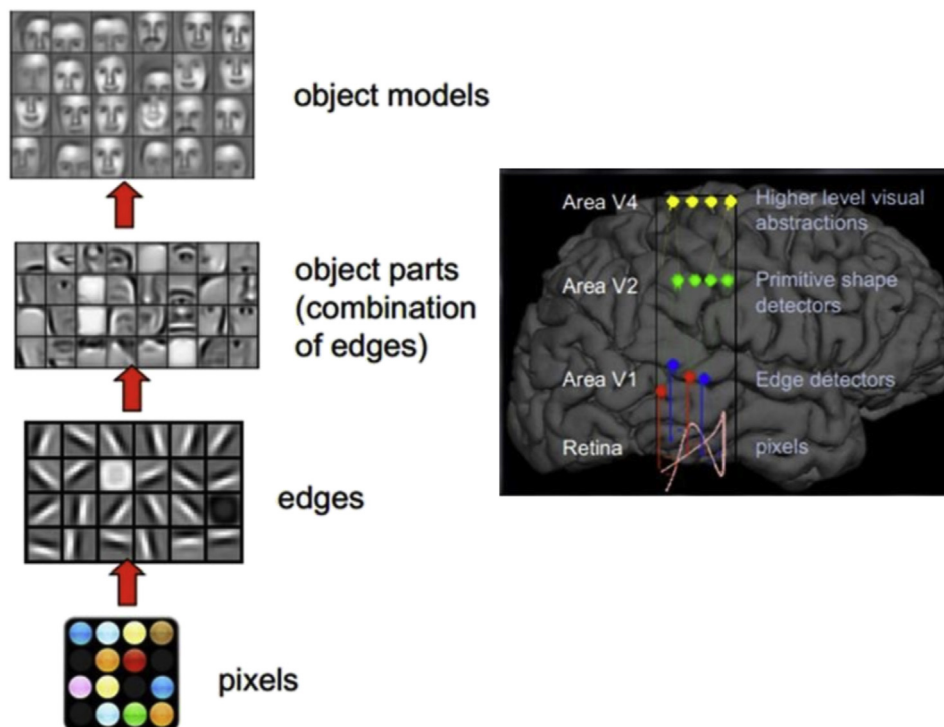 object models
object parts
(combination
of edges)
edges
pixels
Area V4
Higher level visual
abstractions
Area V2
Primitive shape
detectors
Area V1
Edge detectors
Retina
pixels